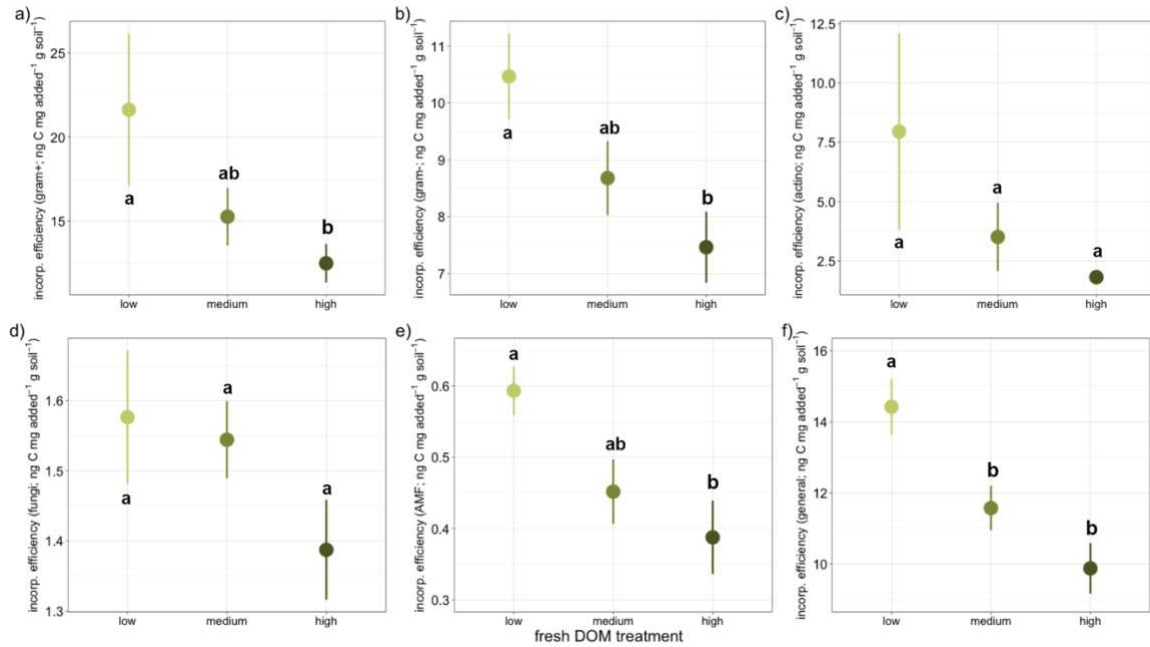 a)
incorp. efficiency (gram+; ng C mg added⁻¹ g soil⁻¹)
25
20
15
a
ab
b
low medium high
b)
incorp. efficiency (gram-; ng C mg added⁻¹ g soil⁻¹)
11
10
9
8
7
a
ab
b
low medium high
c)
incorp. efficiency (actino; ng C mg added⁻¹ g soil⁻¹)
12.5
10.0
7.5
5.0
2.5
a
a
a
low medium high
d)
incorp. efficiency (fungi; ng C mg added⁻¹ g soil⁻¹)
1.6
1.5
1.4
1.3
a
a
a
low medium high
e)
incorp. efficiency (AMF; ng C mg added⁻¹ g soil⁻¹)
0.6
0.5
0.4
0.3
a
ab
b
low medium high
fresh DOM treatment
f)
incorp. efficiency (general; ng C mg added⁻¹ g soil⁻¹)
16
14
12
10
a
b
b
low medium high